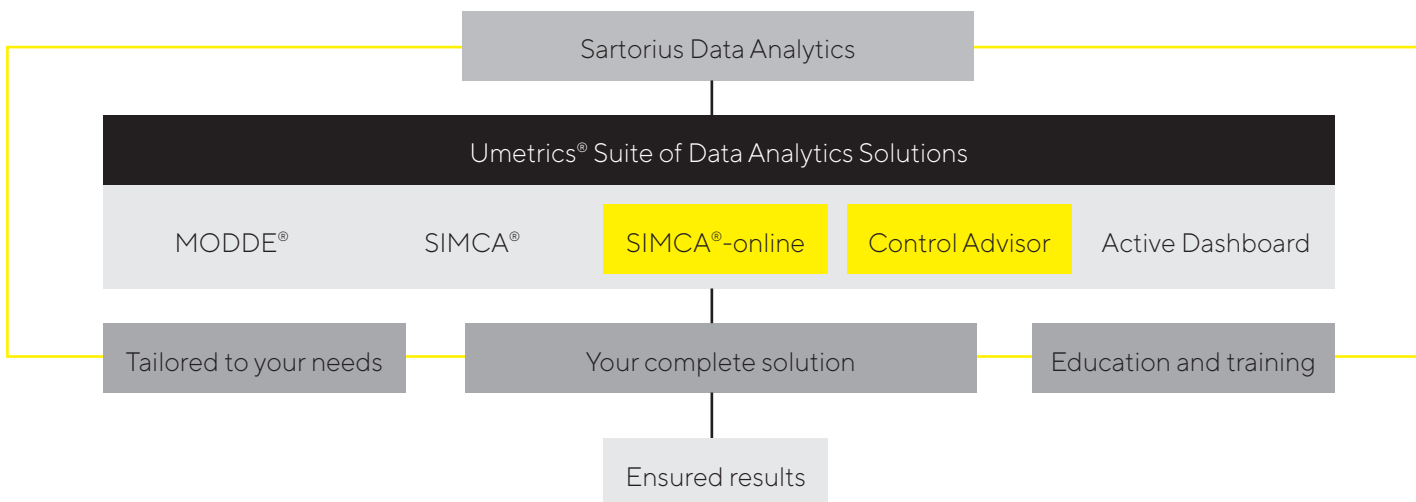 Sartorius Data Analytics
Umetrics® Suite of Data Analytics Solutions
MODDE® SIMCA® SIMCA®-online Control Advisor Active Dashboard
Tailored to your needs Your complete solution Education and training
Ensured results